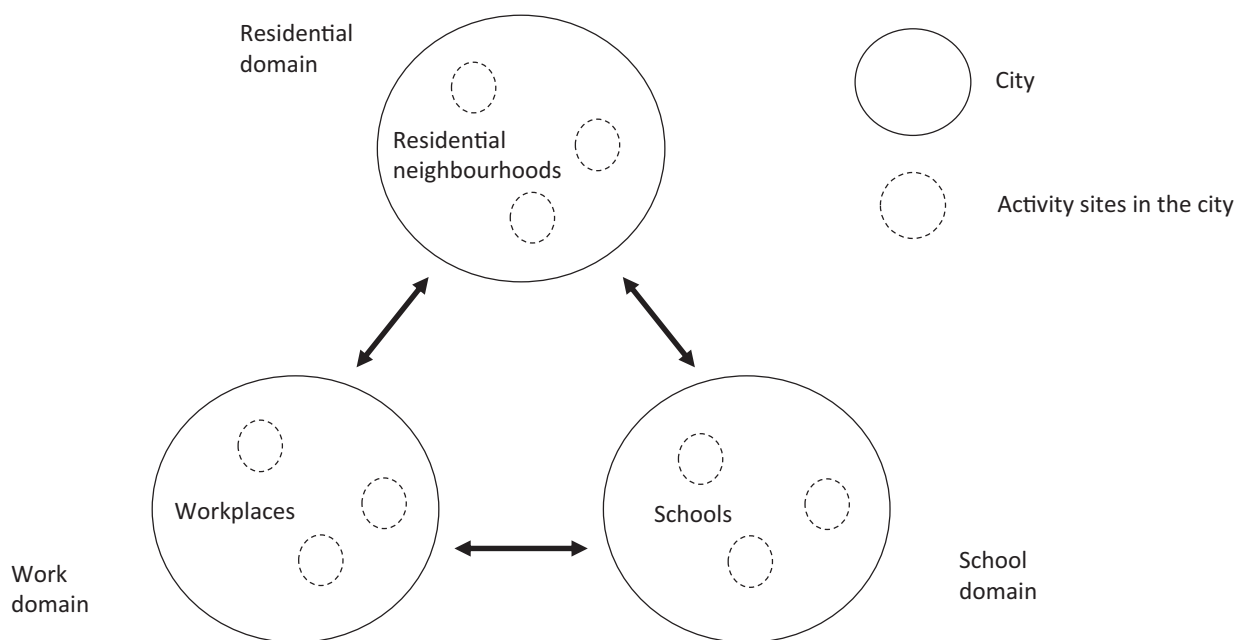 Residential
domain
Residential
neighbourhoods
City
Activity sites in the city
Workplaces
Work
domain
Schools
School
domain